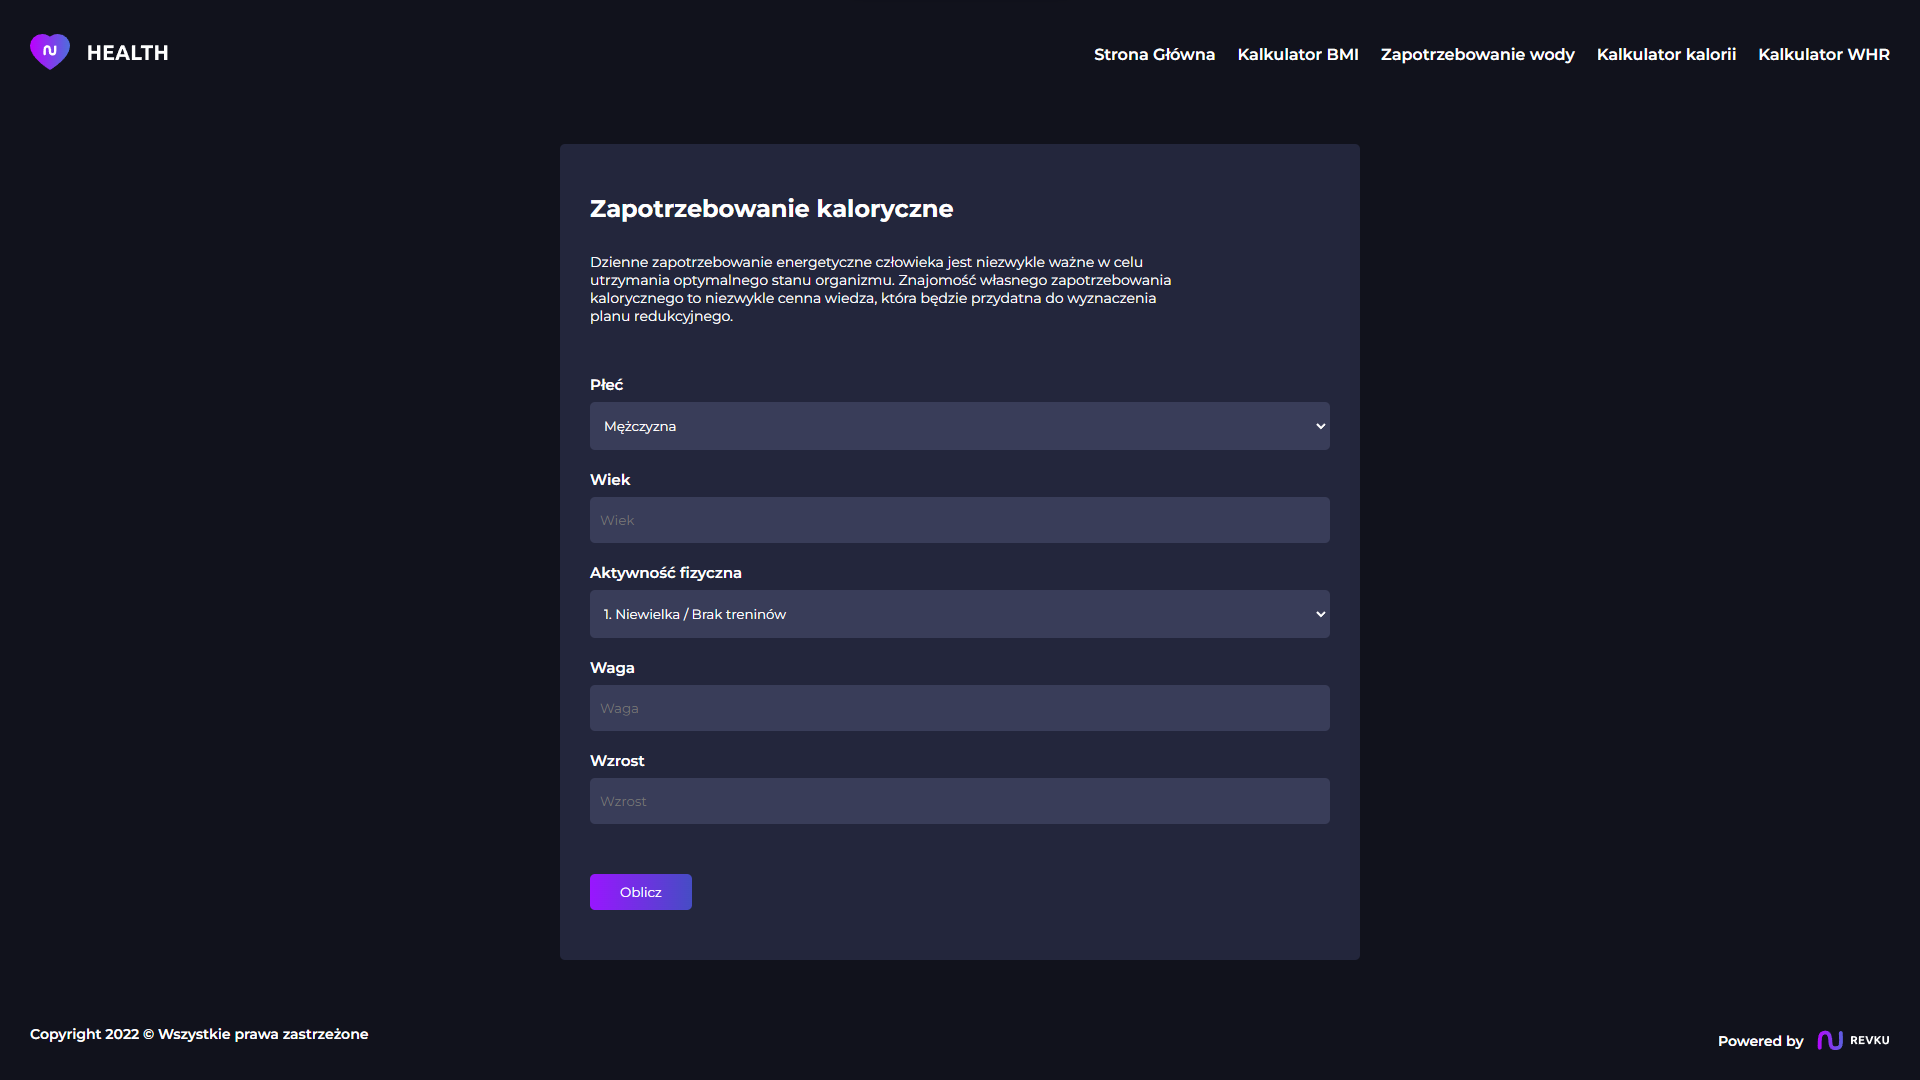 HEALTH
Strona Główna
Kalkulator BMI
Zapotrzebowanie wody
Kalkulator kalorii
Kalkulator WHR
Zapotrzebowanie kaloryczne
Dzienne zapotrzebowanie energetyczne człowieka jest niezwykle ważne w celu
utrzymania optymalnego stanu organizmu. Znajomość własnego zapotrzebowania
kalorycznego to niezwykle cenna wiedza, która będzie przydatna do wyznaczenia
planu redukcyjnego.
Płeć
Mężczyzna
Wiek
Wiek
Aktywność fizyczna
1. Niewielka / Brak treninów
Waga
Waga
Wzrost
Wzrost
Oblicz
Copyright 2022 © Wszystkie prawa zastrzeżone
Powered by
REVKU